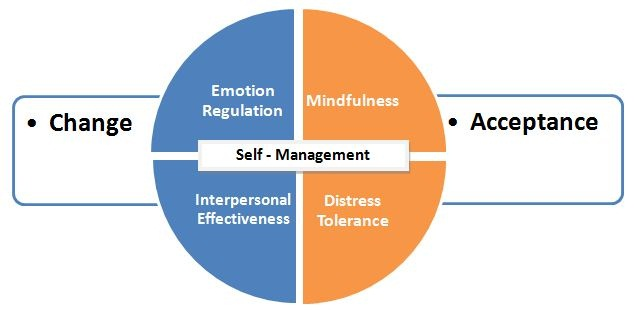 Emotion
Regulation
Mindfulness
• Change
• Acceptance
Self - Management
Interpersonal
Effectiveness
Distress
Tolerance